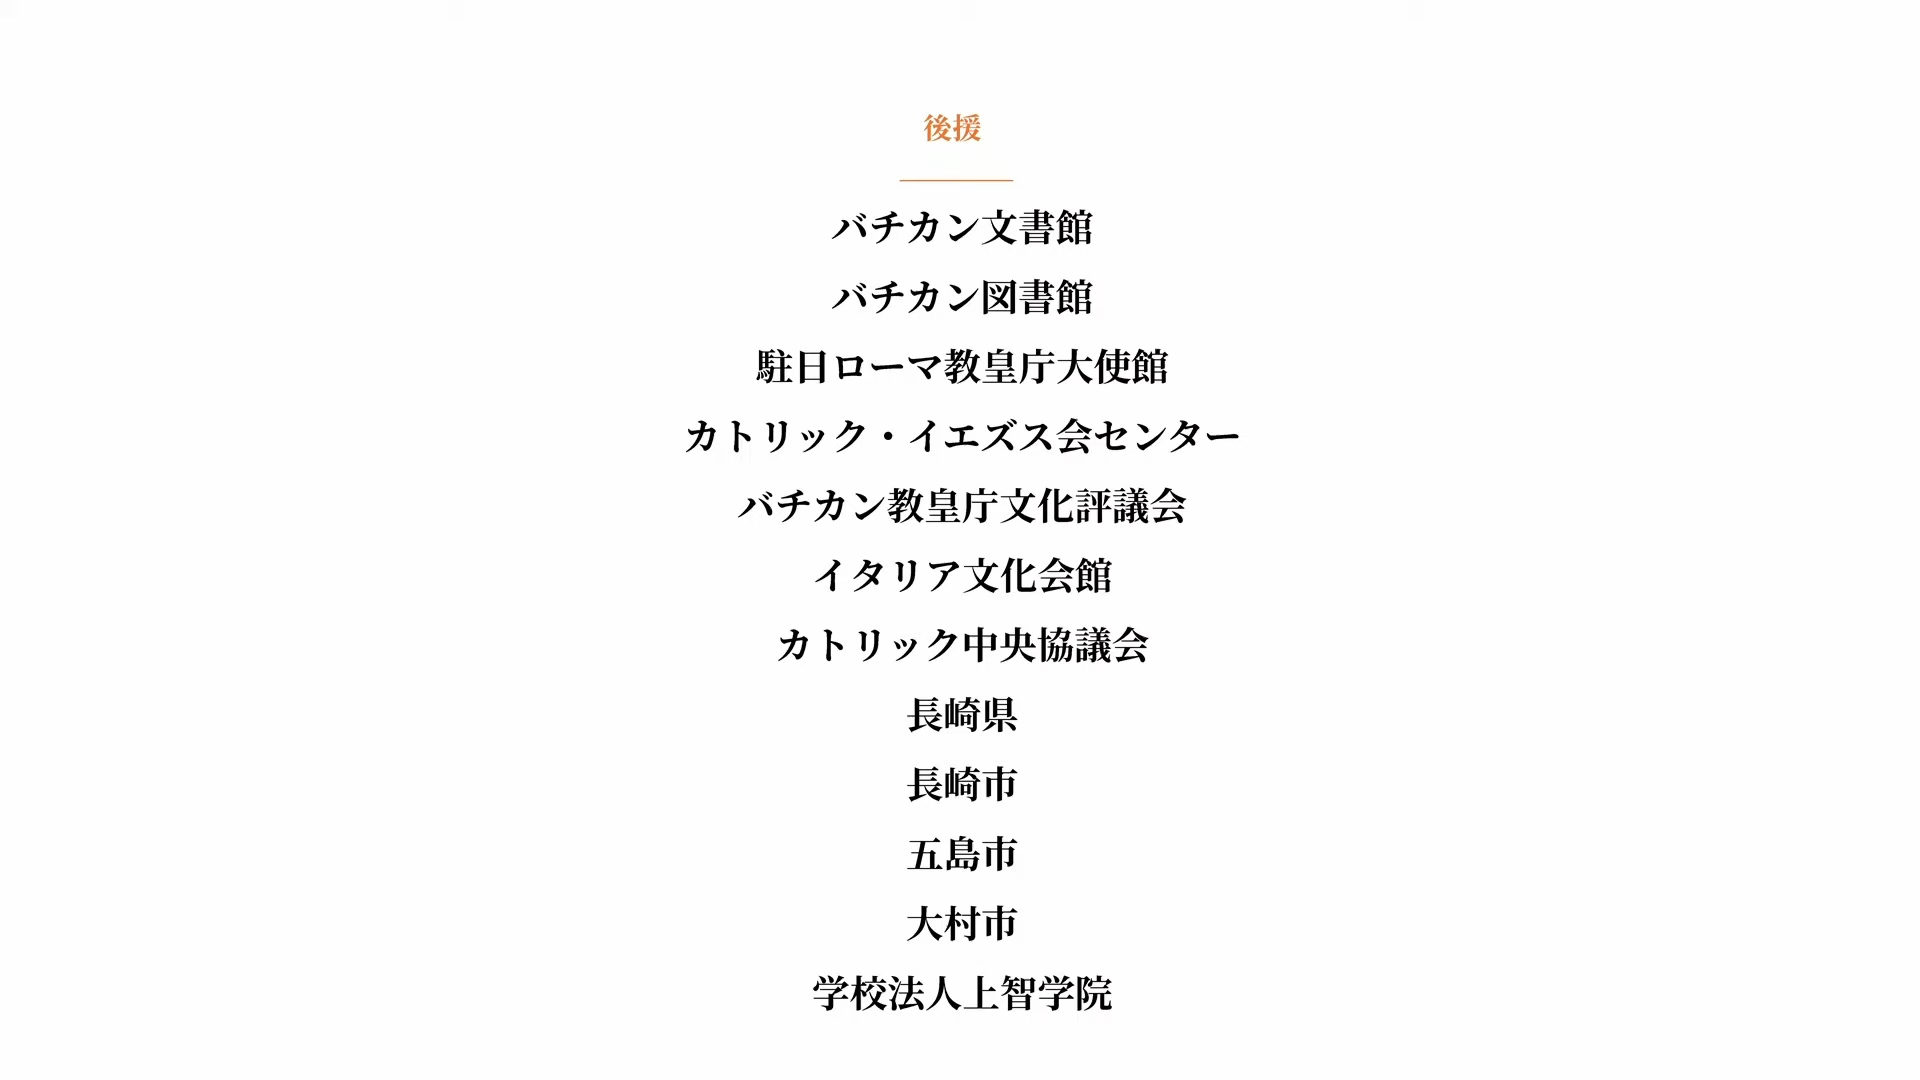 後援
バチカン文書館
バチカン図書館
駐日ローマ教皇庁大使館
カトリック・イエズス会センター
バチカン教皇庁文化評議会
イタリア文化会館
カトリック中央協議会
長崎県
長崎市
五島市
大村市
学校法人上智学院